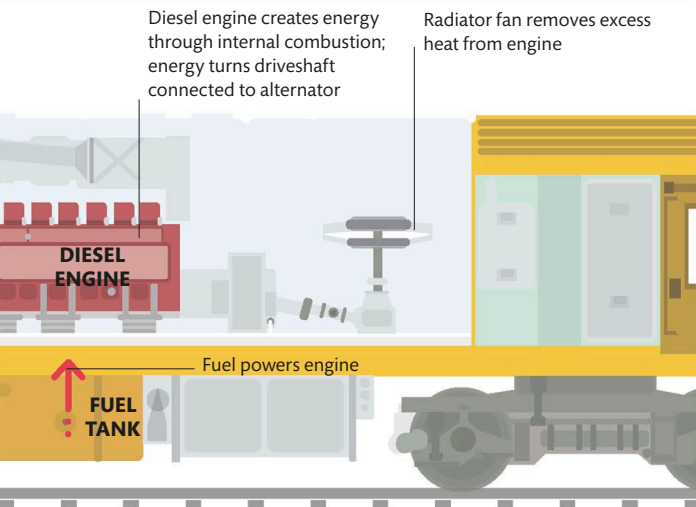 Diesel engine creates energy
through internal combustion;
energy turns driveshaft
connected to alternator
Radiator fan removes excess
heat from engine
DIESEL
ENGINE
Fuel powers engine
FUEL
TANK